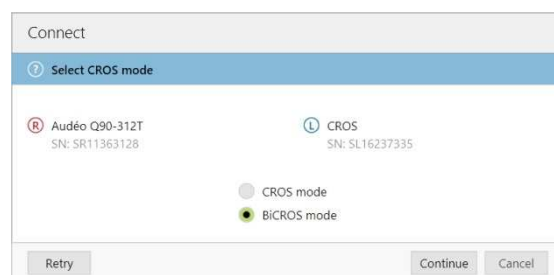 Connect
? Select CROS mode
R Audéo Q90-312T
SN: SR11363128
L CROS
SN: SL16237335
CROS mode
BiCROS mode
Retry Continue Cancel